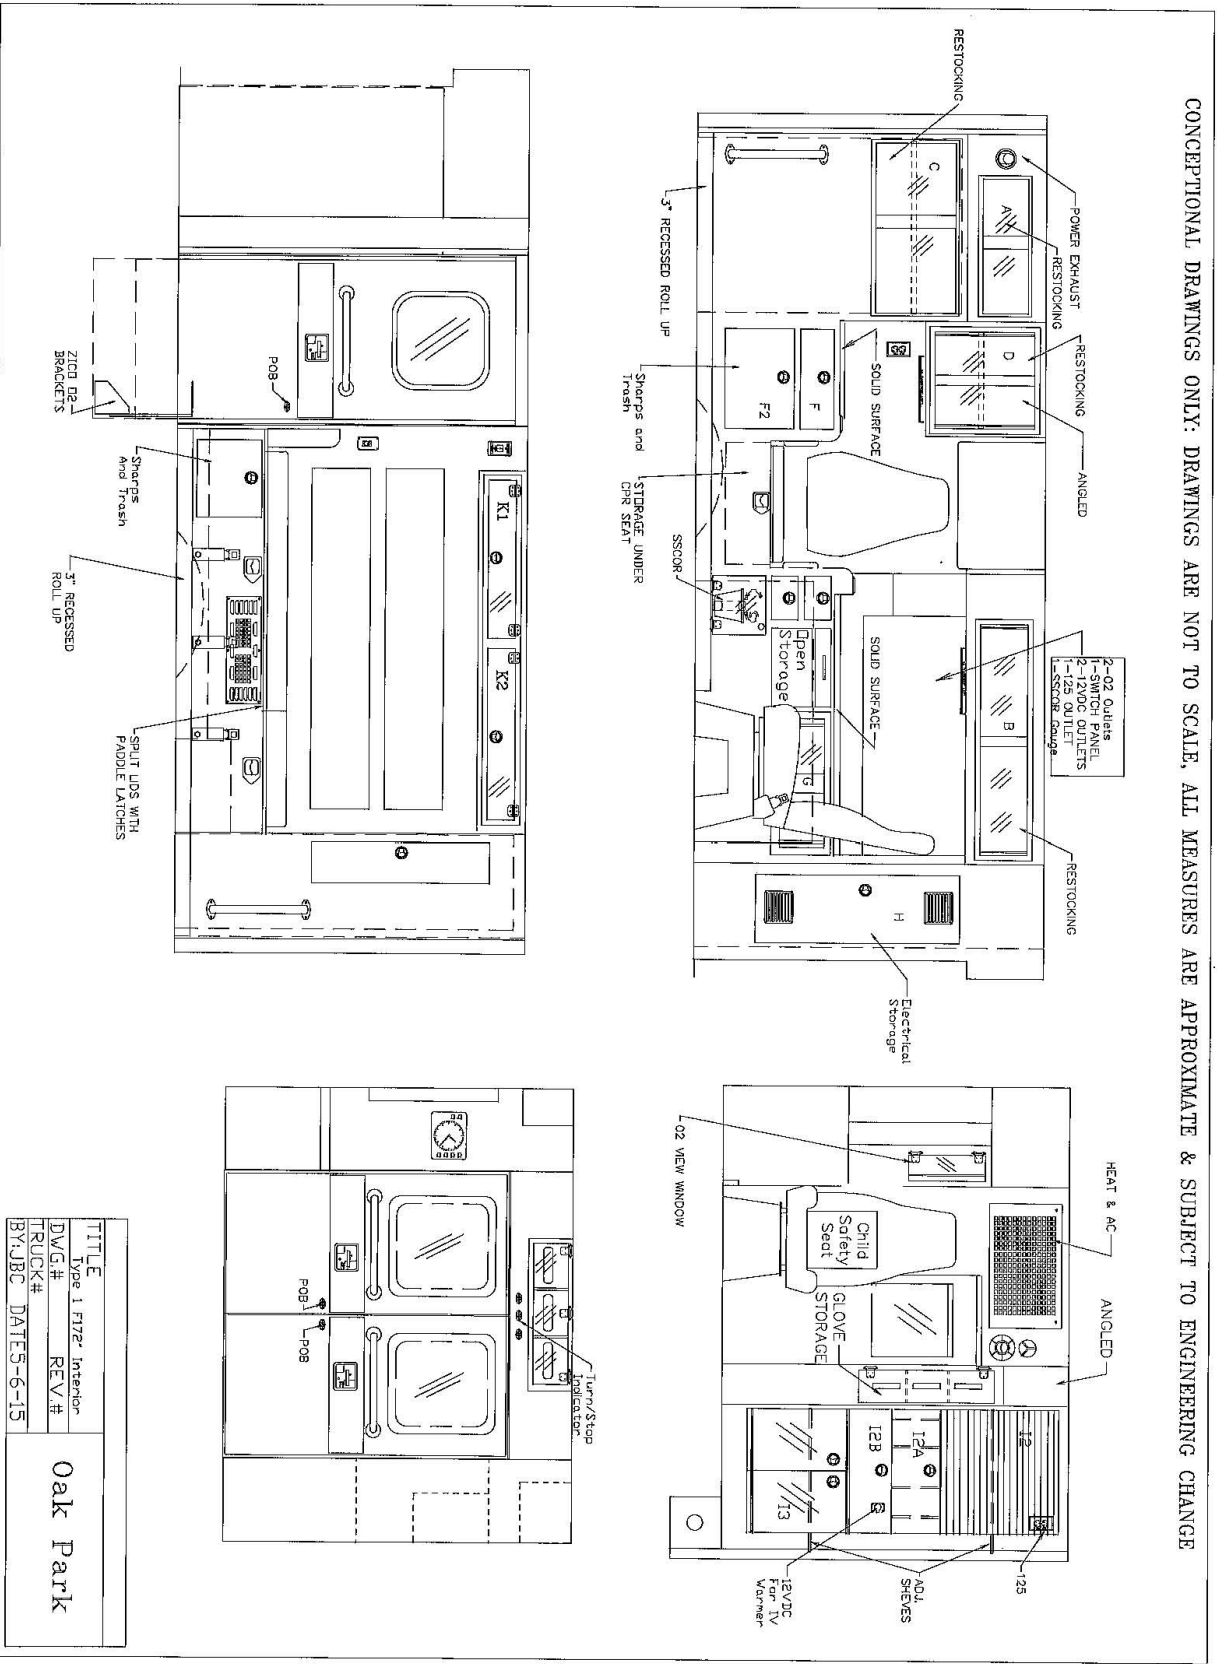 CONCEPTIONAL DRAWINGS ONLY: DRAWINGS ARE NOT TO SCALE, ALL MEASURES ARE APPROXIMATE & SUBJECT TO ENGINEERING CHANGE
RESTOCKING
POWER EXHAUST
RESTOCKING
RESTOCKING
ANGLED
2-02 Outlets
1-SWITCH PANEL
2-12VDC OUTLETS
1-125 OUTLET
1-SSCOR Gauge
RESTOCKING
A
C
D
B
SOLID SURFACE
SOLID SURFACE
F
F2
Open
Storage
G
H
3" RECESSED ROLL UP
Sharps and
Trash
STORAGE UNDER
CPR SEAT
SSCOR
Electrical
Storage
HEAT & AC
ANGLED
O2 VIEW WINDOW
Child
Safety
Seat
GLOVE
STORAGE
I2
I2A
I2B
I3
125
ADJ.
SHEVES
12VDC
For IV
Warmer
K1
K2
POB
ZICO O2
BRACKETS
Sharps
And Trash
3" RECESSED
ROLL UP
SPLIT LIDS WITH
PADDLE LATCHES
POB
POB
Turn/Stop
Indicator
TITLE
Type 1 F172" Interior
DWG.# REV.#
TRUCK#
BY:JBC DATE5-6-15
Oak Park